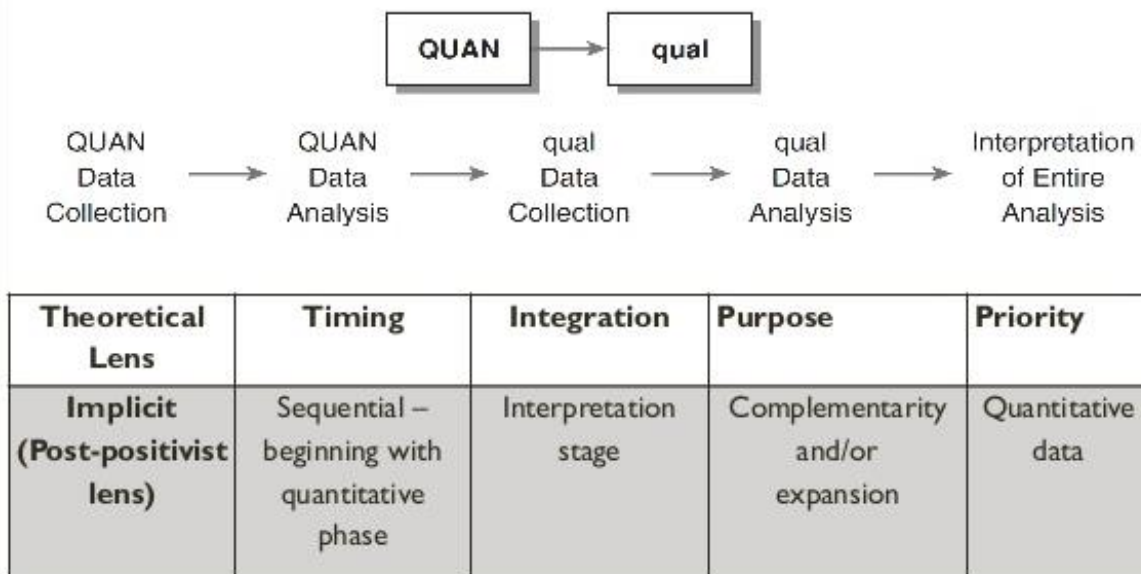 QUAN
qual
QUAN
Data
Collection
QUAN
Data
Analysis
qual
Data
Collection
qual
Data
Analysis
Interpretation
of Entire
Analysis
Theoretical
Lens
Timing
Integration
Purpose
Priority
Implicit
(Post-positivist
lens)
Sequential –
beginning with
quantitative
phase
Interpretation
stage
Complementarity
and/or
expansion
Quantitative
data